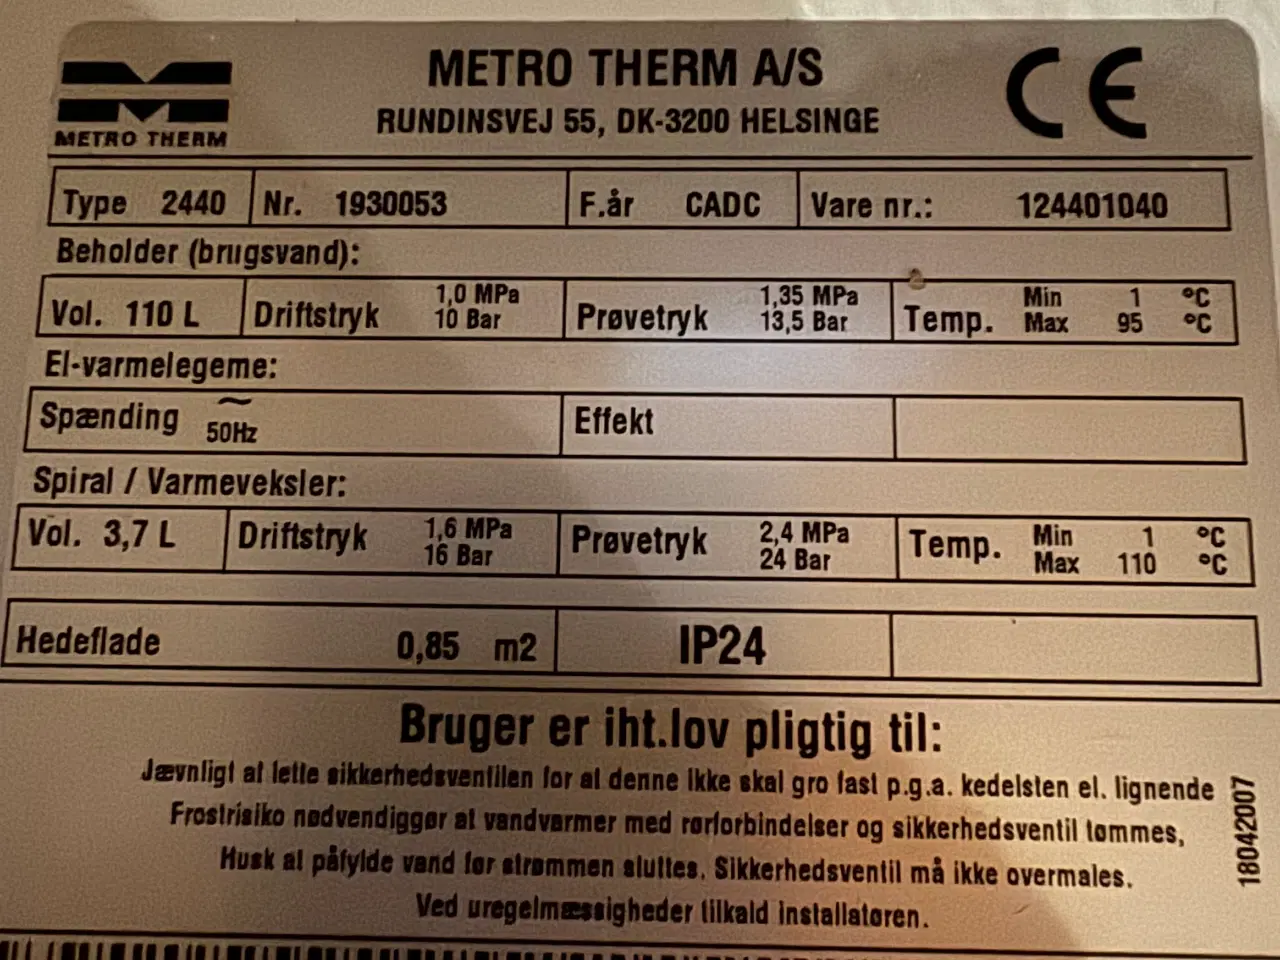 METRO THERM A/S
RUNDINSVEJ 55, DK-3200 HELSINGE
METRO THERM
CE
Type 2440 Nr. 1930053 F.år CADC Vare nr.: 124401040
Beholder (brugsvand):
Vol. 110 L Driftstryk 1,0 MPa 10 Bar Prøvetryk 1,35 MPa 13,5 Bar Temp. Min 1 °C Max 95 °C
El-varmelegeme:
Spænding ~ 50Hz Effekt
Spiral / Varmeveksler:
Vol. 3,7 L Driftstryk 1,6 MPa 16 Bar Prøvetryk 2,4 MPa 24 Bar Temp. Min 1 °C Max 110 °C
Hedeflade 0,85 m2 IP24
Bruger er iht.lov pligtig til:
Jævnligt at lette sikkerhedsventilen for at denne ikke skal gro fast p.g.a. kedelsten el. lignende
Frostrisiko nødvendiggør at vandvarmer med rørforbindelser og sikkerhedsventil tømmes,
Husk at påfylde vand før strømmen sluttes. Sikkerhedsventil må ikke overmales.
Ved uregelmæssigheder tilkald installatøren.
18042007